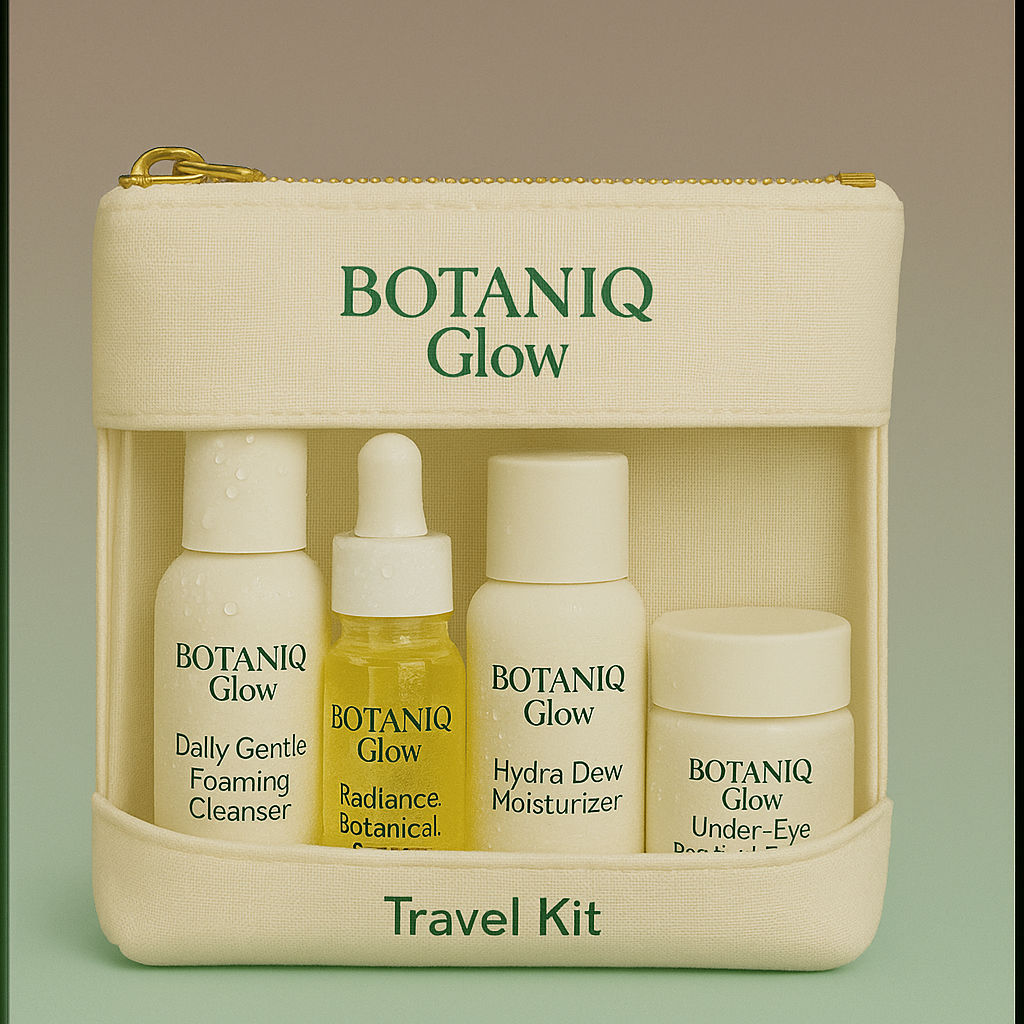 BOTANIQ
Glow
BOTANIQ
Glow
Dally Gentle
Foaming
Cleanser
BOTANIQ
Glow
Radiance.
Botanical.
BOTANIQ
Glow
Hydra Dew
Moisturizer
BOTANIQ
Glow
Under-Eye
Travel Kit